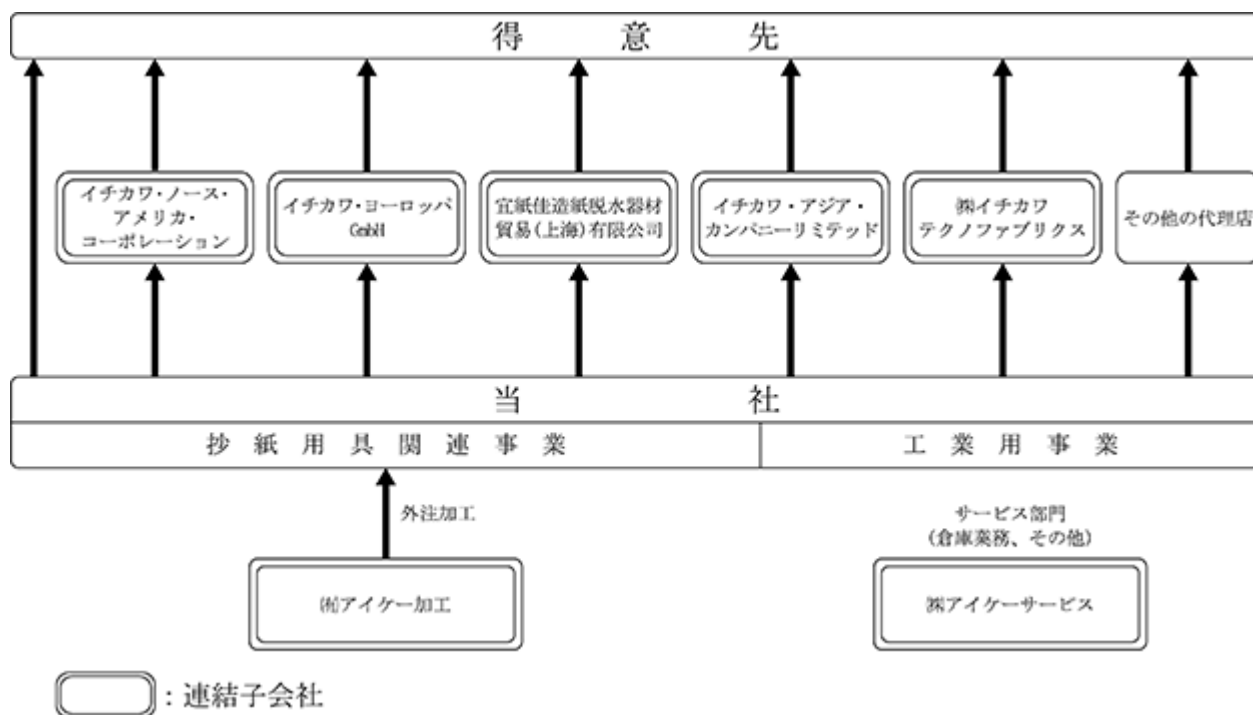 得意先
イチカワ・ノース・
アメリカ・
コーポレーション
イチカワ・ヨーロッパ
GmbH
宜紙佳造紙脱水器材
貿易(上海)有限公司
イチカワ・アジア・
カンパニーリミテッド
㈱イチカワ
テクノファブリクス
その他の代理店
当社
抄紙用具関連事業
工業用事業
外注加工
サービス部門
(倉庫業務、その他)
㈲アイケー加工
㈱アイケーサービス
：連結子会社